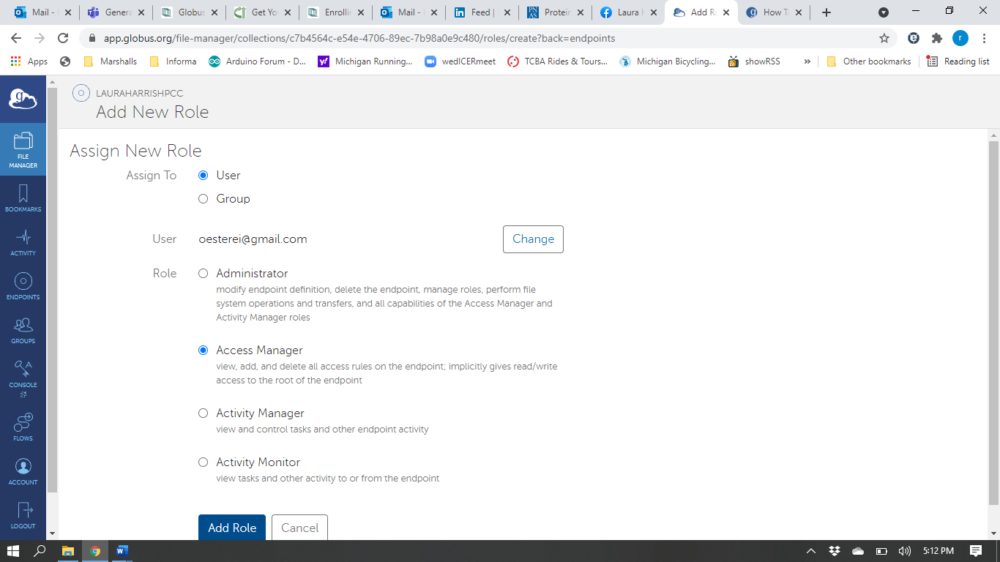 Mail -
Genera
Globus
Get Yo
Enrollin
Mail -
Feed |
Protein
Laura H
Add R
How T
app.globus.org/file-manager/collections/c7b4564c-e54e-4706-89ec-7b98a0e9c480/roles/create?back=endpoints
r
Apps
Marshalls
Informa
Arduino Forum - D...
Michigan Running...
wedICERmeet
TCBA Rides & Tours...
Michigan Bicycling...
showRSS
»
Other bookmarks
Reading list
LAURAHARRISHPCC
Add New Role
FILE
MANAGER
BOOKMARKS
ACTIVITY
ENDPOINTS
GROUPS
CONSOLE
FLOWS
ACCOUNT
LOGOUT
Assign New Role
Assign To
User
Group
User
oesterei@gmail.com
Change
Role
Administrator
modify endpoint definition, delete the endpoint, manage roles, perform file
system operations and transfers, and all capabilities of the Access Manager and
Activity Manager roles
Access Manager
view, add, and delete all access rules on the endpoint; implicitly gives read/write
access to the root of the endpoint
Activity Manager
view and control tasks and other endpoint activity
Activity Monitor
view tasks and other activity to or from the endpoint
Add Role
Cancel
5:12 PM